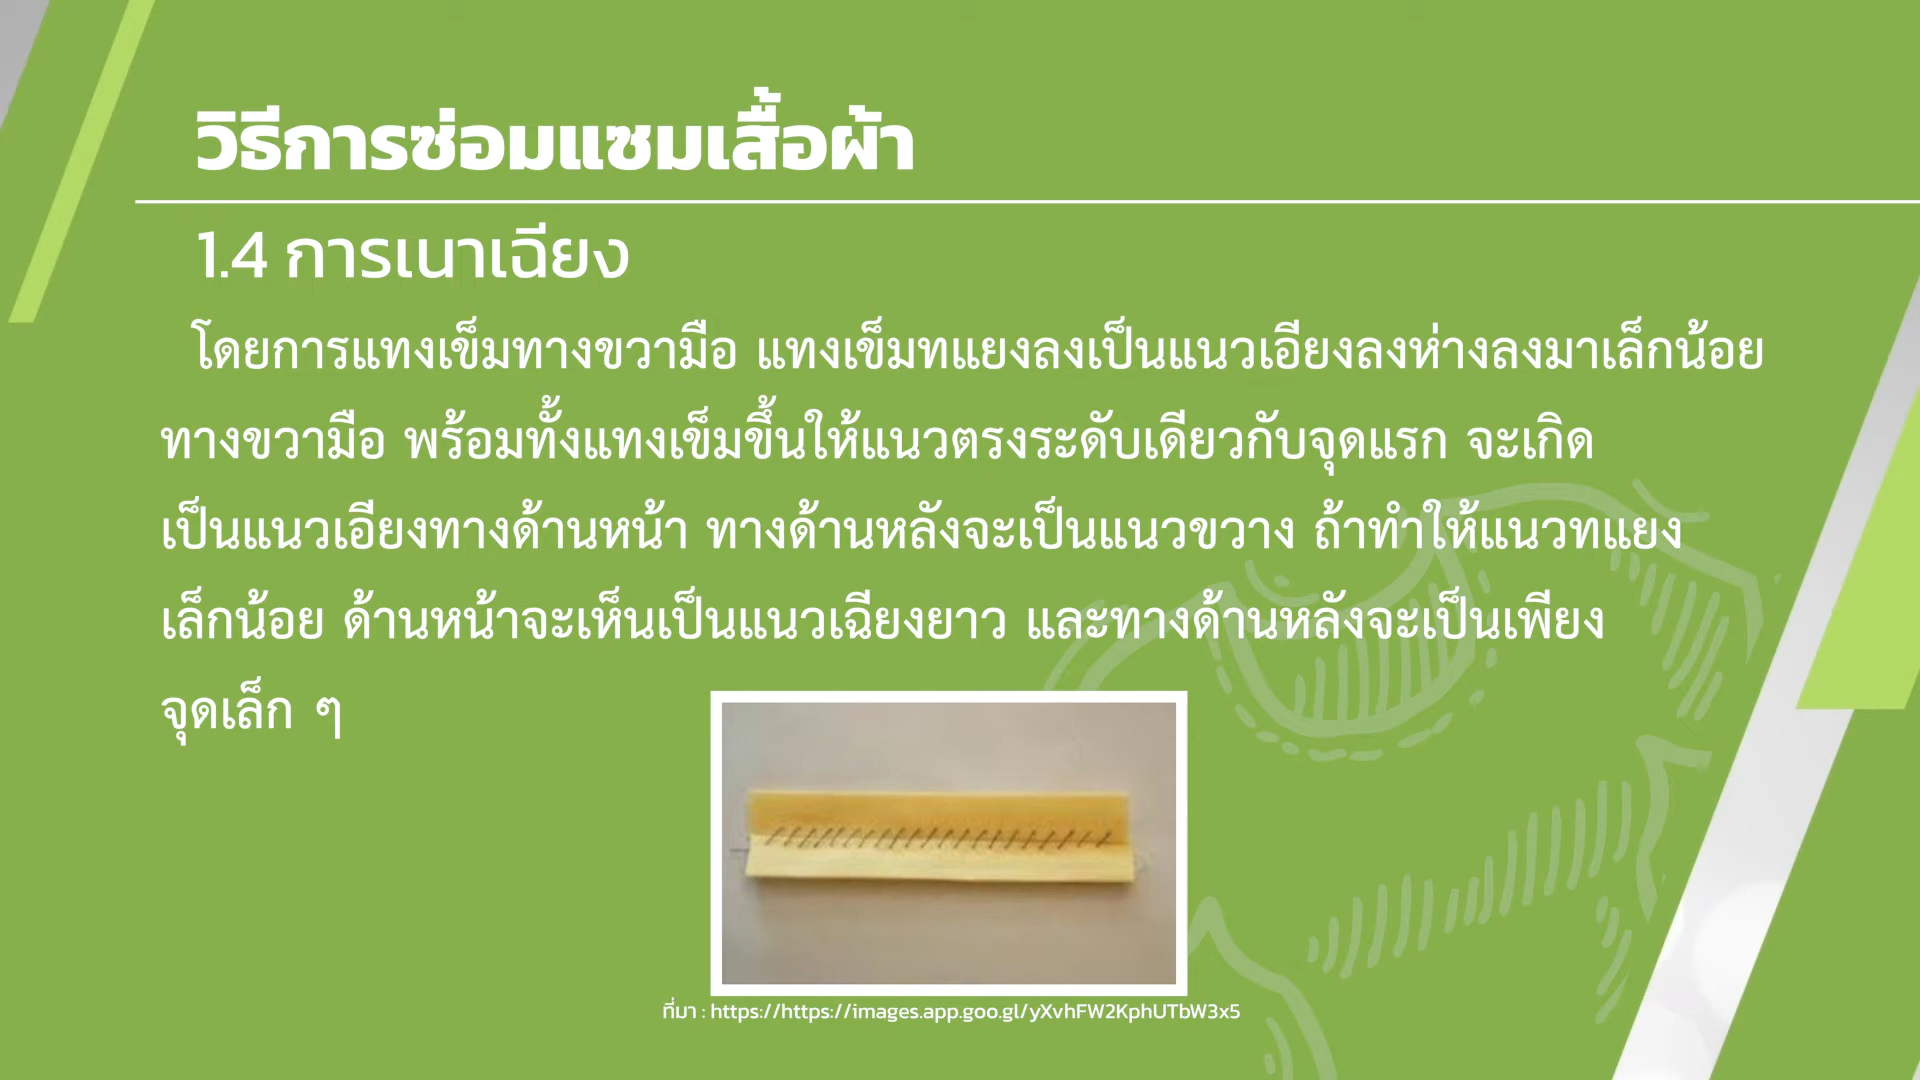 วิธีการซ่อมแซมเสื้อผ้า
1.4 การเนาเฉียง
โดยการแทงเข็มทางขวามือ แทงเข็มทแยงลงเป็นแนวเอียงลงห่างลงมาเล็กน้อย
ทางขวามือ พร้อมทั้งแทงเข็มขึ้นให้แนวตรงระดับเดียวกับจุดแรก จะเกิด
เป็นแนวเอียงทางด้านหน้า ทางด้านหลังจะเป็นแนวขวาง ถ้าทำให้แนวทแยง
เล็กน้อย ด้านหน้าจะเห็นเป็นแนวเฉียงยาว และทางด้านหลังจะเป็นเพียง
จุดเล็ก ๆ
ที่มา : https://https://images.app.goo.gl/yXvhFW2KphUTbW3x5